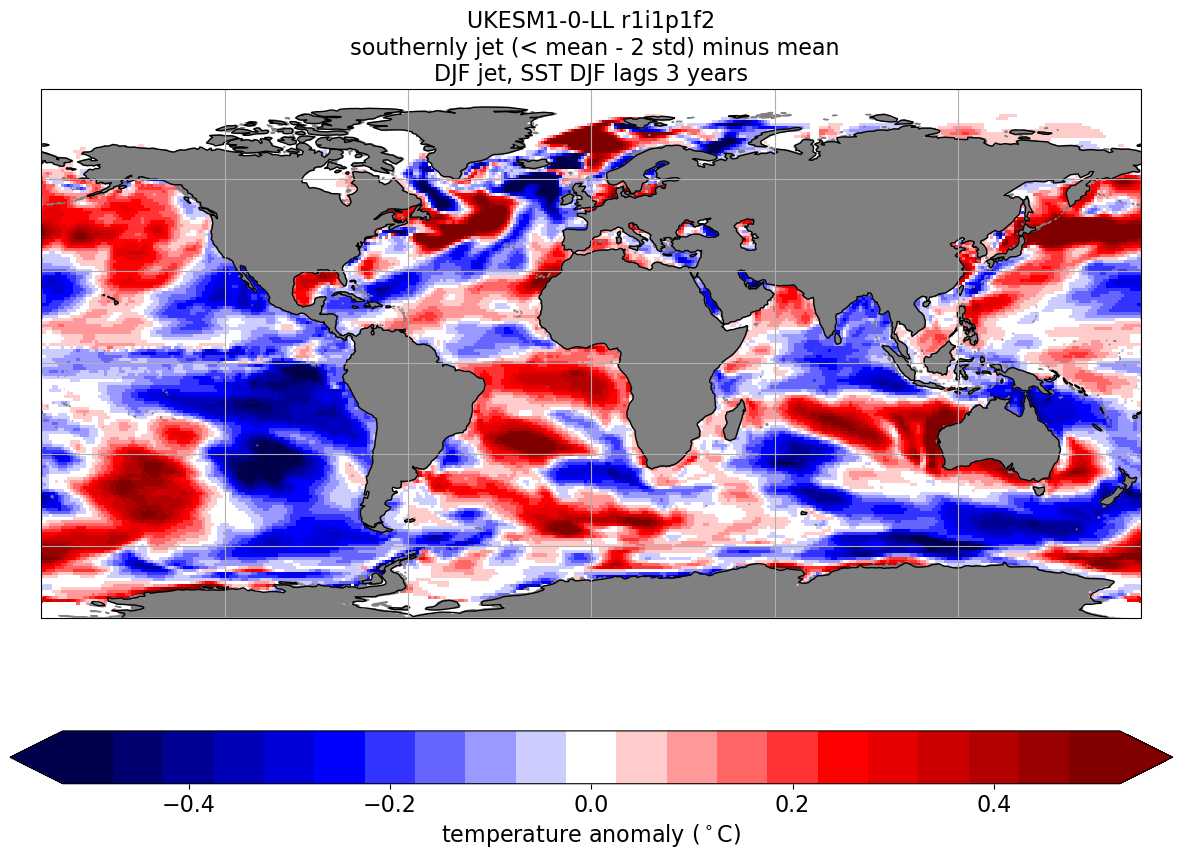 UKESM1-0-LL r1i1p1f2
southernly jet (< mean - 2 std) minus mean
DJF jet, SST DJF lags 3 years
−0.4 −0.2 0.0 0.2 0.4
temperature anomaly (°C)